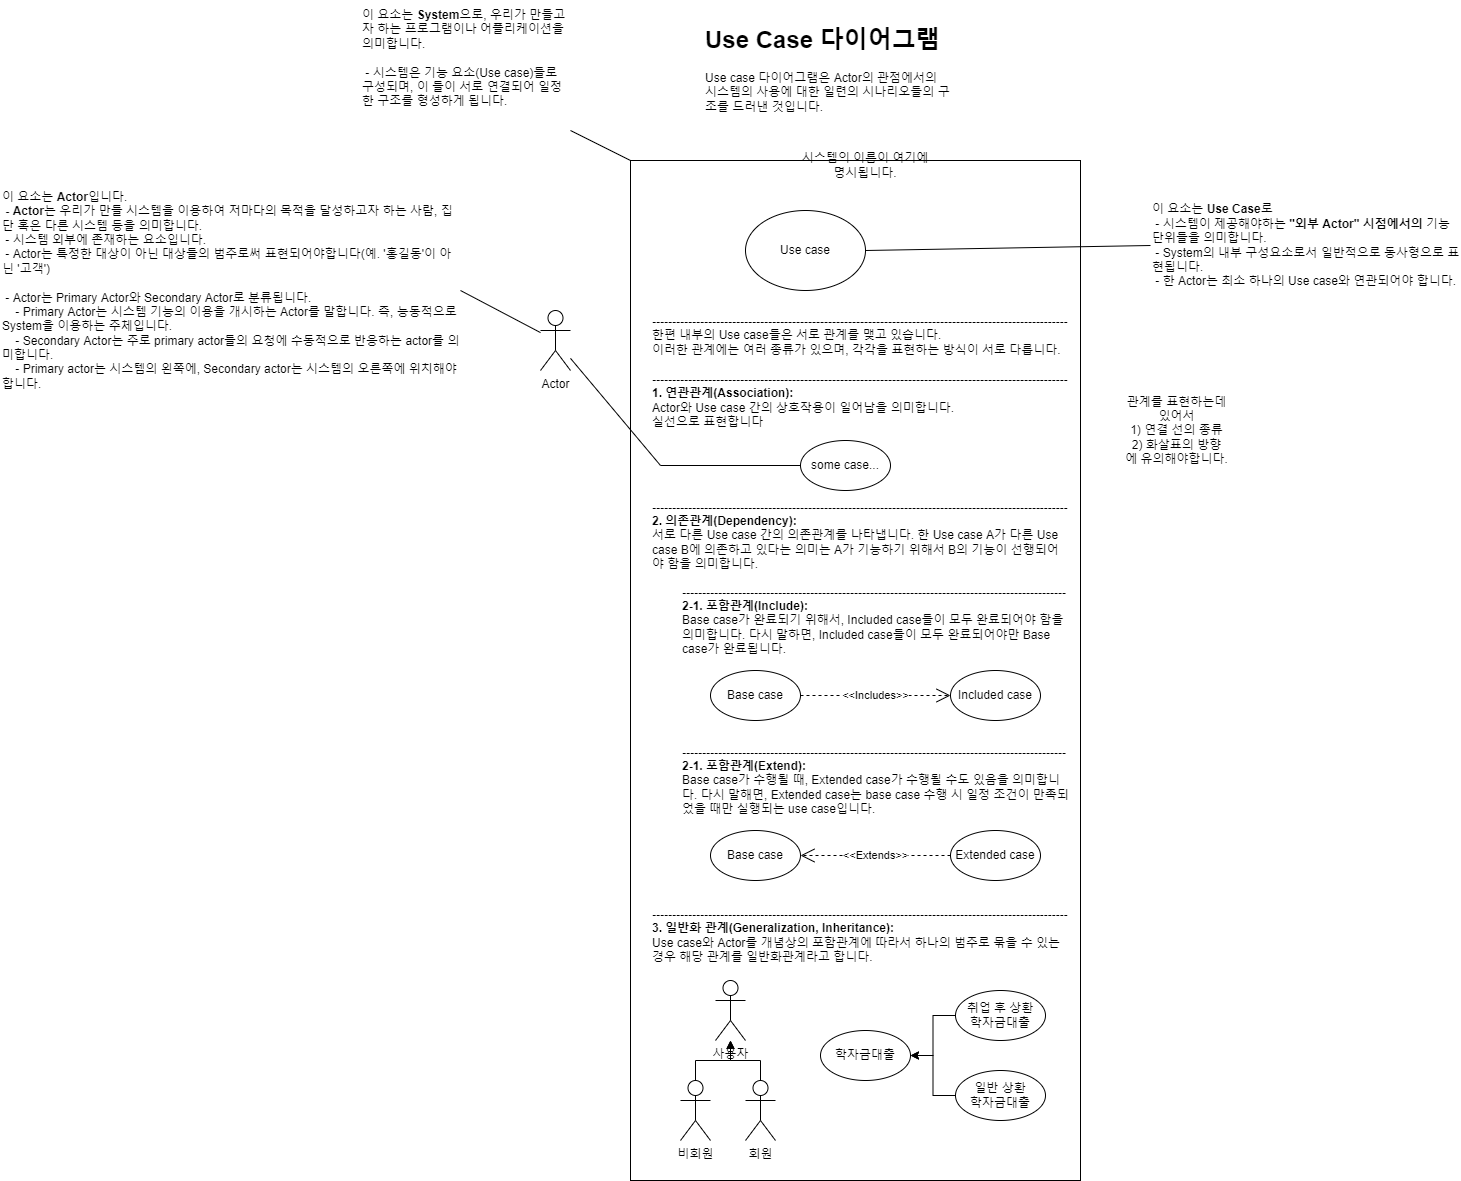 이 요소는 System으로, 우리가 만들고
자 하는 프로그램이나 어플리케이션을
의미합니다.
- 시스템은 기능 요소(Use case)들로
구성되며, 이 들이 서로 연결되어 일정
한 구조를 형성하게 됩니다.
Use Case 다이어그램
Use case 다이어그램은 Actor의 관점에서의
시스템의 사용에 대한 일련의 시나리오들의 구
조를 드러낸 것입니다.
이 요소는 Actor입니다.
- Actor는 우리가 만들 시스템을 이용하여 저마다의 목적을 달성하고자 하는 사람, 집
단 혹은 다른 시스템 등을 의미합니다.
- 시스템 외부에 존재하는 요소입니다.
- Actor는 특정한 대상이 아닌 대상들의 범주로써 표현되어야합니다(예. '홍길동'이 아
닌 '고객')
- Actor는 Primary Actor와 Secondary Actor로 분류됩니다.
- Primary Actor는 시스템 기능의 이용을 개시하는 Actor를 말합니다. 즉, 능동적으로
System을 이용하는 주체입니다.
- Secondary Actor는 주로 primary actor들의 요청에 수동적으로 반응하는 actor를 의
미합니다.
- Primary actor는 시스템의 왼쪽에, Secondary actor는 시스템의 오른쪽에 위치해야
합니다.
Actor
시스템의 이름이 여기에
명시됩니다.
Use case
이 요소는 Use Case로
- 시스템이 제공해야하는 "외부 Actor" 시점에서의 기능
단위들을 의미합니다.
- System의 내부 구성요소로서 일반적으로 동사형으로 표
현됩니다.
- 한 Actor는 최소 하나의 Use case와 연관되어야 합니다.
한편 내부의 Use case들은 서로 관계를 맺고 있습니다.
이러한 관계에는 여러 종류가 있으며, 각각을 표현하는 방식이 서로 다릅니다.
1. 연관관계(Association):
Actor와 Use case 간의 상호작용이 일어남을 의미합니다.
실선으로 표현합니다
some case...
관계를 표현하는데
있어서
1) 연결 선의 종류
2) 화살표의 방향
에 유의해야합니다.
2. 의존관계(Dependency):
서로 다른 Use case 간의 의존관계를 나타냅니다. 한 Use case A가 다른 Use
case B에 의존하고 있다는 의미는 A가 기능하기 위해서 B의 기능이 선행되어
야 함을 의미합니다.
2-1. 포함관계(Include):
Base case가 완료되기 위해서, Included case들이 모두 완료되어야 함을
의미합니다. 다시 말하면, Included case들이 모두 완료되어야만 Base
case가 완료됩니다.
Base case
<<Includes>>
Included case
2-1. 포함관계(Extend):
Base case가 수행될 때, Extended case가 수행될 수도 있음을 의미합니
다. 다시 말해면, Extended case는 base case 수행 시 일정 조건이 만족되
었을 때만 실행되는 use case입니다.
Base case
<<Extends>>
Extended case
3. 일반화 관계(Generalization, Inheritance):
Use case와 Actor를 개념상의 포함관계에 따라서 하나의 범주로 묶을 수 있는
경우 해당 관계를 일반화관계라고 합니다.
사용자
비회원
회원
학자금대출
취업 후 상환
학자금대출
일반 상환
학자금대출